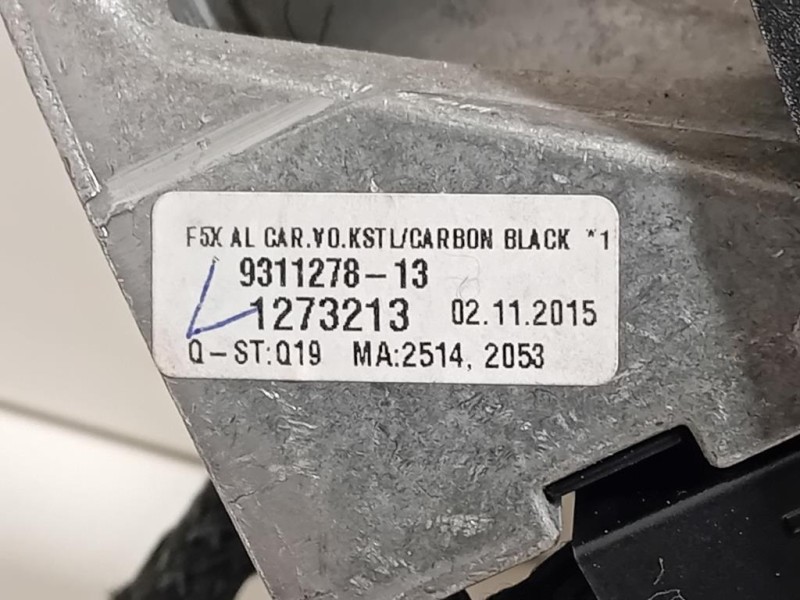 F5X AL CAR.VO.KSTL/CARBON BLACK *1
9311278-13
1273213 02.11.2015
Q-ST:Q19 MA:2514, 2053